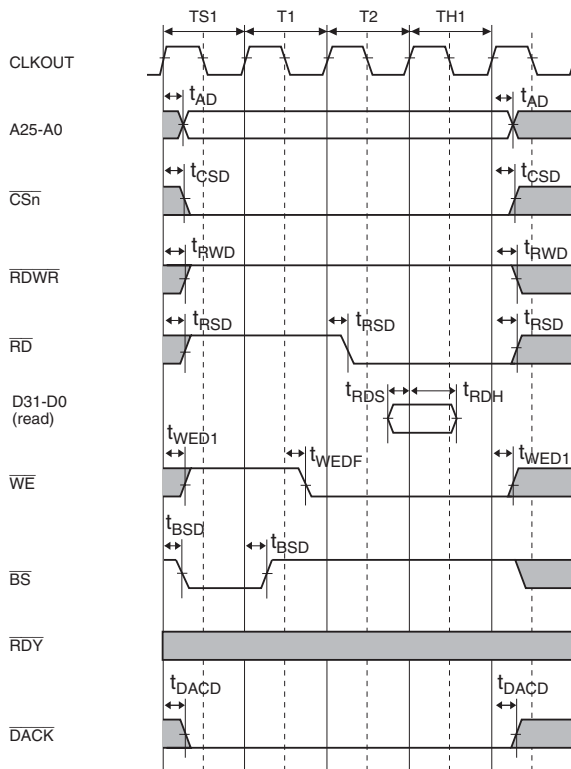 TS1 T1 T2 TH1
CLKOUT
tAD tAD
A25-A0
tCSD tCSD
CSn
tRWD tRWD
RDWR
tRSD tRSD tRSD
RD
D31-D0
(read)
tRDS tRDH
tWED1 tWEDF tWED1
WE
tBSD tBSD
BS
RDY
tDACD tDACD
DACK